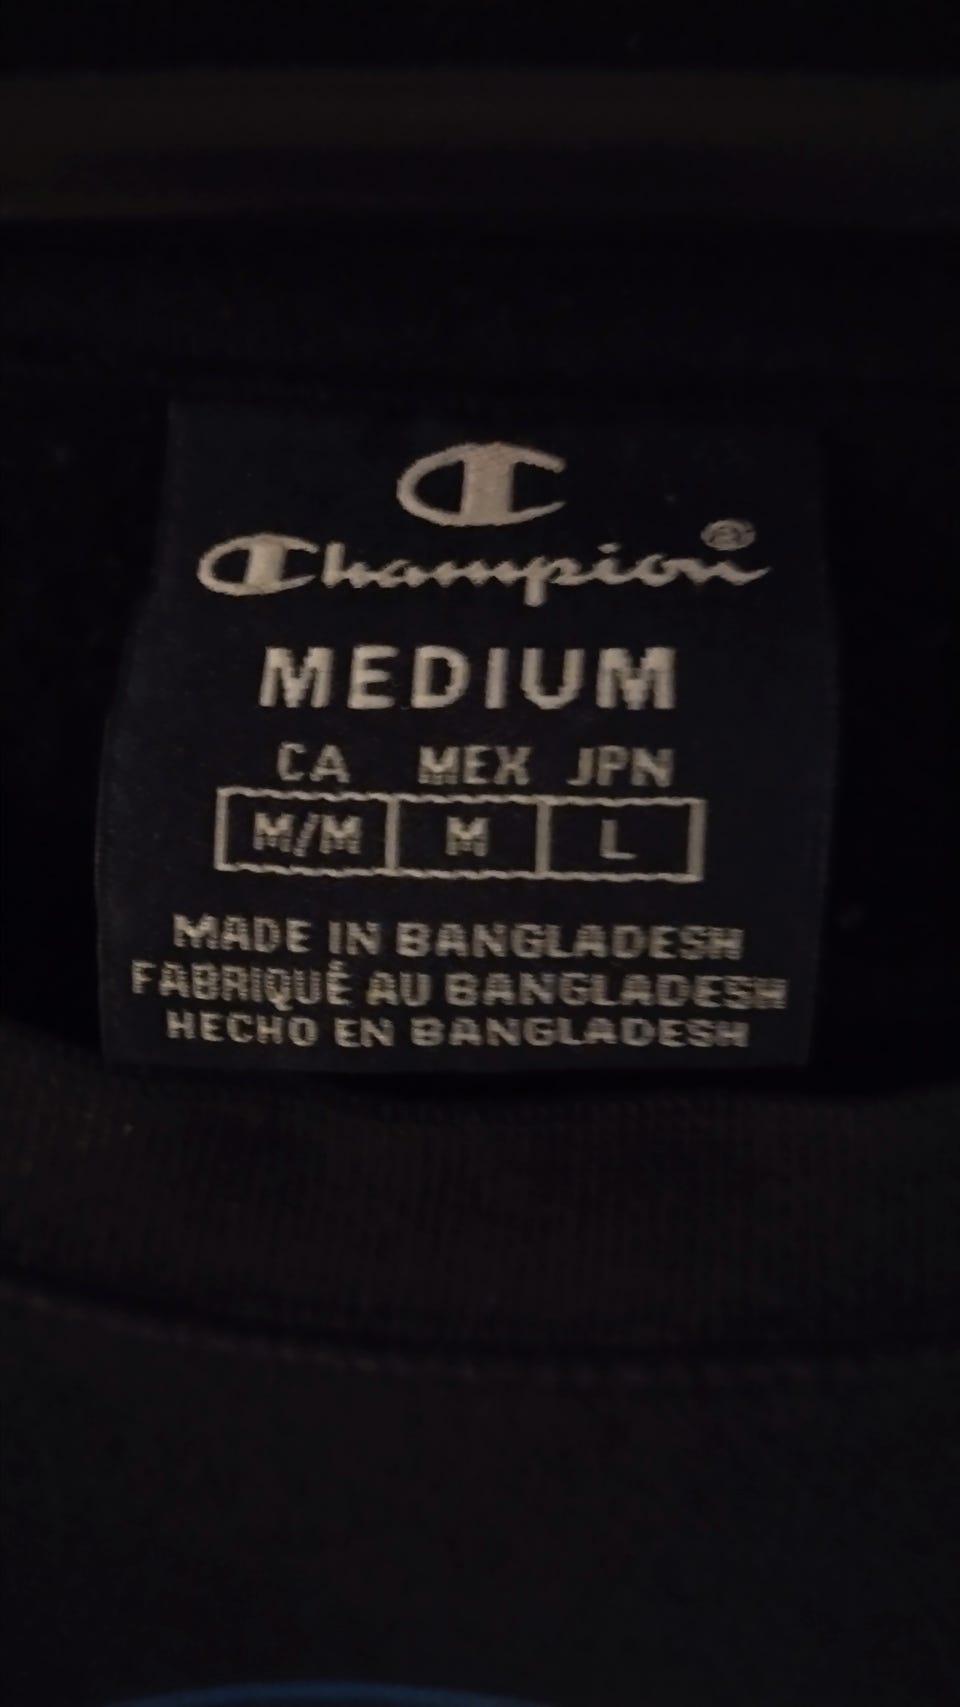 C
Champion®
MEDIUM
CA MEX JPN
M/M M L
MADE IN BANGLADESH
FABRIQUÉ AU BANGLADESH
HECHO EN BANGLADESH